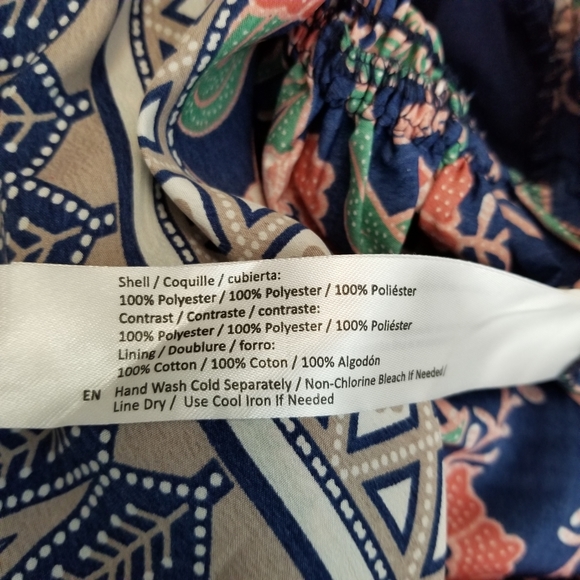 Shell / Coquille / cubierta:
100% Polyester / 100% Polyester / 100% Poliéster
Contrast / Contraste / contraste:
100% Polyester / 100% Polyester / 100% Poliéster
Lining / Doublure / forro:
100% Cotton / 100% Coton / 100% Algodón
EN Hand Wash Cold Separately / Non-Chlorine Bleach If Needed/
Line Dry / Use Cool Iron If Needed